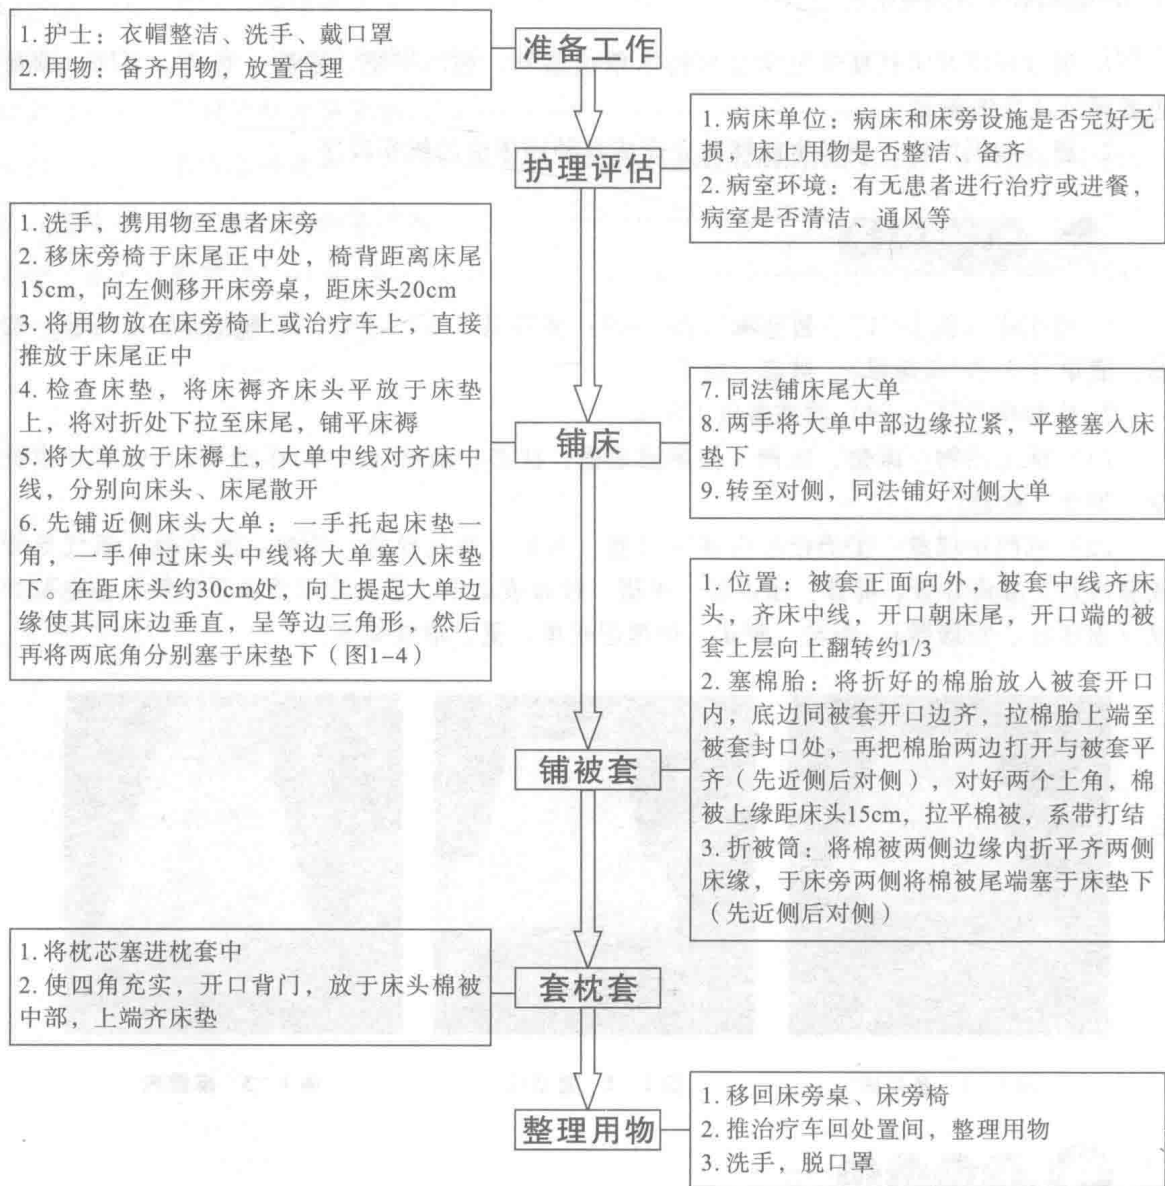 1. 护士：衣帽整洁、洗手、戴口罩
2. 用物：备齐用物，放置合理
准备工作
1. 病床单位：病床和床旁设施是否完好无
损，床上用物是否整洁、备齐
2. 病室环境：有无患者进行治疗或进餐，
病室是否清洁、通风等
护理评估
1. 洗手，携用物至患者床旁
2. 移床旁椅于床尾正中处，椅背距离床尾
15cm，向左侧移开床旁桌，距床头20cm
3. 将用物放在床旁椅上或治疗车上，直接
推放于床尾正中
4. 检查床垫，将床褥齐床头平放于床垫
上，将对折处下拉至床尾，铺平床褥
5. 将大单放于床褥上，大单中线对齐床中
线，分别向床头、床尾散开
6. 先铺近侧床头大单：一手托起床垫一
角，一手伸过床头中线将大单塞入床垫
下。在距床头约30cm处，向上提起大单边
缘使其同床边垂直，呈等边三角形，然后
再将两底角分别塞于床垫下（图1-4）
铺床
7. 同法铺床尾大单
8. 两手将大单中部边缘拉紧，平整塞人床
垫下
9. 转至对侧，同法铺好对侧大单
铺被套
1. 位置：被套正面向外，被套中线齐床
头，齐床中线，开口朝床尾，开口端的被
套上层向上翻转约1/3
2. 塞棉胎：将折好的棉胎放入被套开口
内，底边同被套开口边齐，拉棉胎上端至
被套封口处，再把棉胎两边打开与被套平
齐（先近侧后对侧），对好两个上角，棉
被上缘距床头15cm，拉平棉被，系带打结
3. 折被筒：将棉被两侧边缘内折平齐两侧
床缘，于床旁两侧将棉被尾端塞于床垫下
（先近侧后对侧）
1. 将枕芯塞进枕套中
2. 使四角充实，开口背门，放于床头棉被
中部，上端齐床垫
套枕套
整理用物
1. 移回床旁桌、床旁椅
2. 推治疗车回处置间，整理用物
3. 洗手，脱口罩